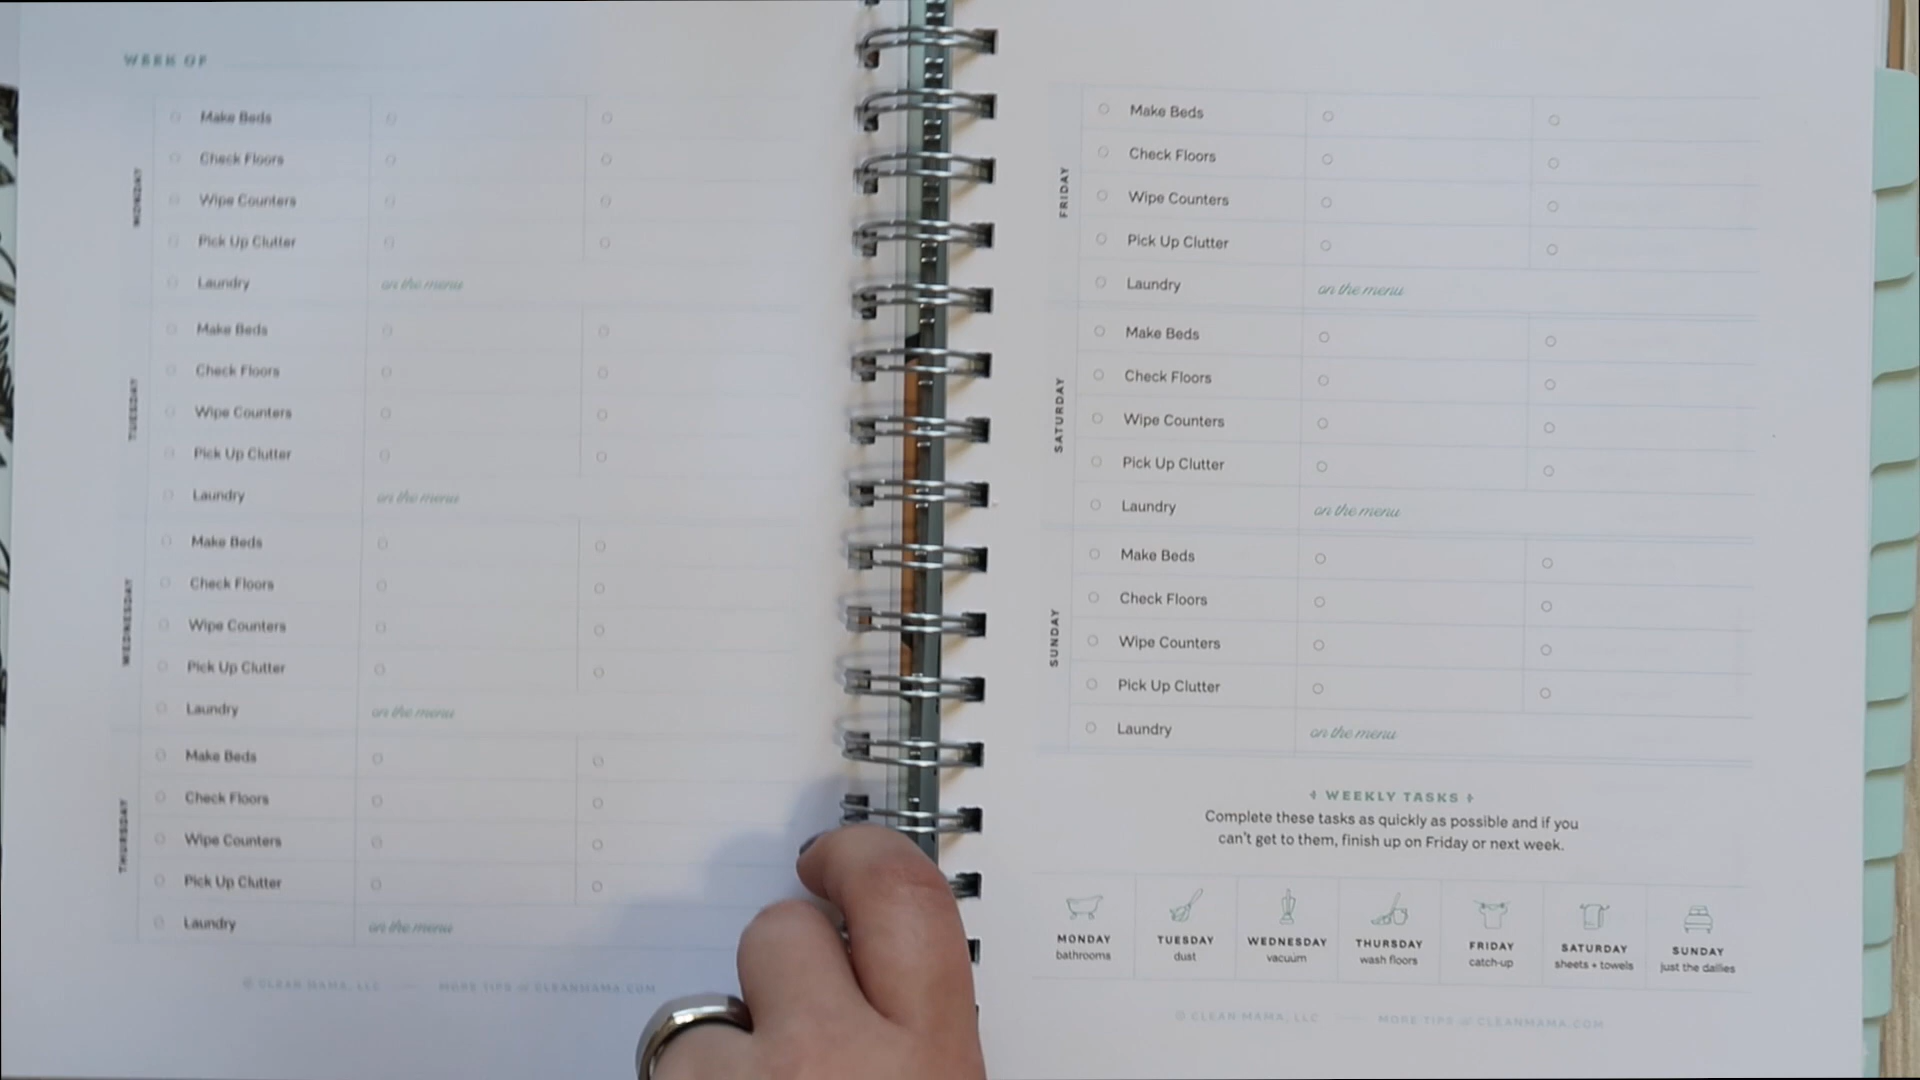 WEEK OF
MONDAY
Make Beds
Check Floors
Wipe Counters
Pick Up Clutter
Laundry
on the menu
TUESDAY
Make Beds
Check Floors
Wipe Counters
Pick Up Clutter
Laundry
on the menu
WEDNESDAY
Make Beds
Check Floors
Wipe Counters
Pick Up Clutter
Laundry
on the menu
THURSDAY
Make Beds
Check Floors
Wipe Counters
Pick Up Clutter
Laundry
on the menu
© CLEAN MAMA, LLC — MORE TIPS @ CLEANMAMA.COM
FRIDAY
Make Beds
Check Floors
Wipe Counters
Pick Up Clutter
Laundry
on the menu
SATURDAY
Make Beds
Check Floors
Wipe Counters
Pick Up Clutter
Laundry
on the menu
SUNDAY
Make Beds
Check Floors
Wipe Counters
Pick Up Clutter
Laundry
on the menu
WEEKLY TASKS
Complete these tasks as quickly as possible and if you
can't get to them, finish up on Friday or next week.
MONDAY
bathrooms
TUESDAY
dust
WEDNESDAY
vacuum
THURSDAY
wash floors
FRIDAY
catch-up
SATURDAY
sheets + towels
SUNDAY
just the dailies
© CLEAN MAMA, LLC — MORE TIPS @ CLEANMAMA.COM